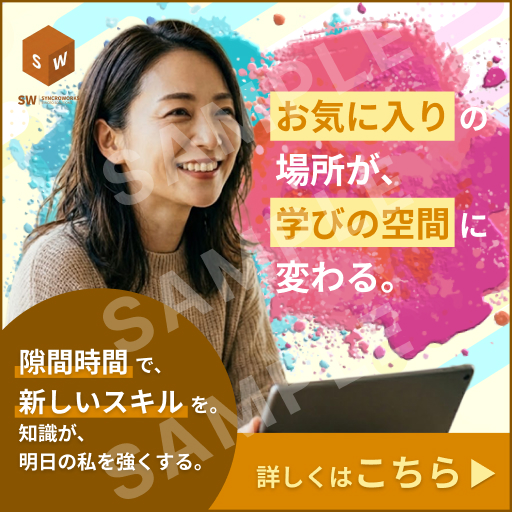 S W
SW SYNCROWORKS
お気に入りの
場所が、
学びの空間に
変わる。
隙間時間で、
新しいスキルを。
知識が、
明日の私を強くする。
詳しくはこちら▶
SAMPLE
SAMPLE
SAMPLE